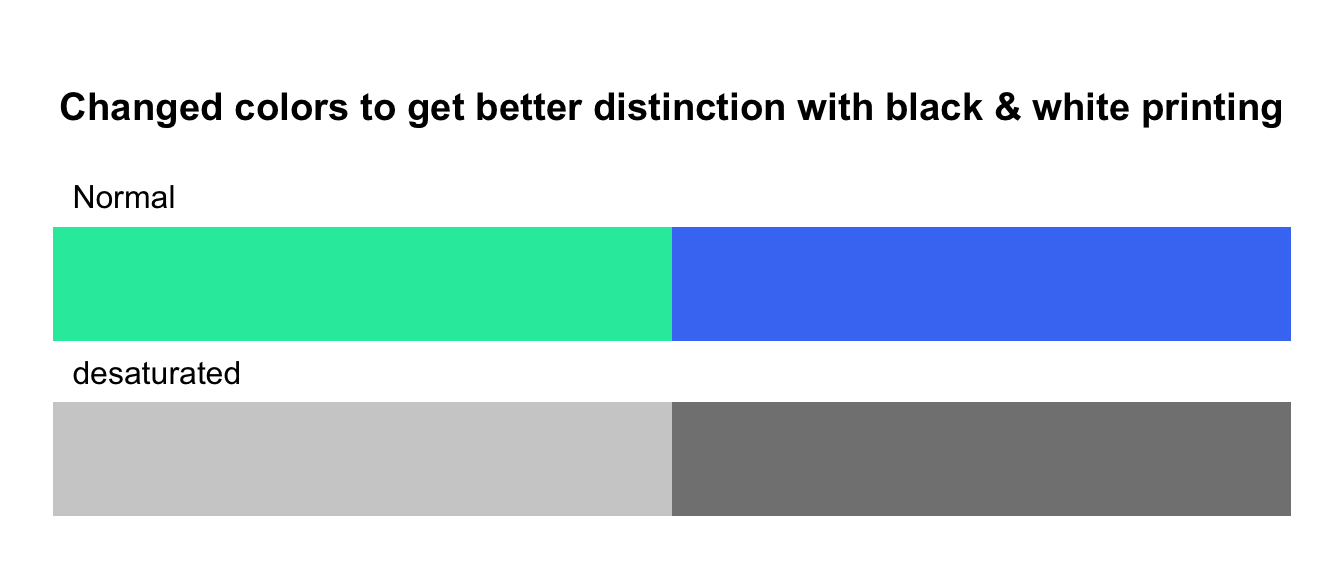 Changed colors to get better distinction with black & white printing
Normal
desaturated